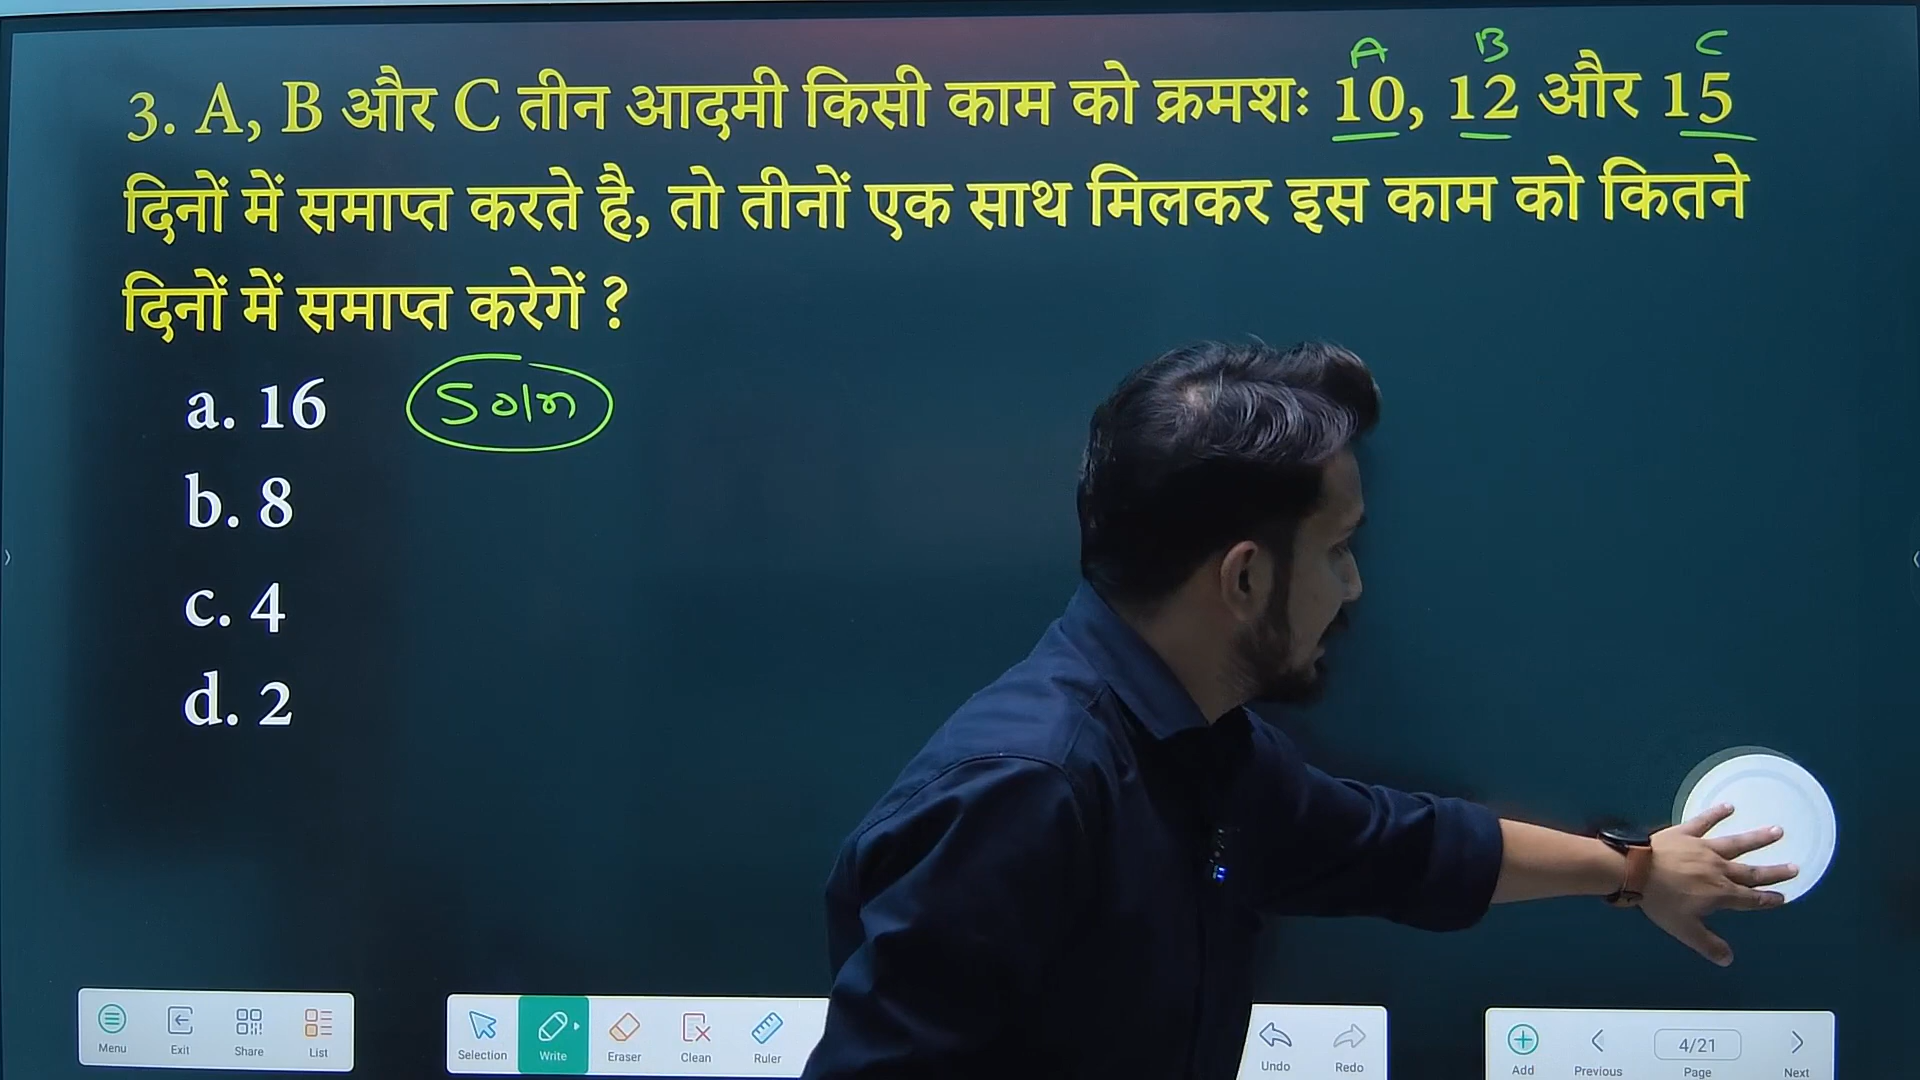 A B C
3. A, B और C तीन आदमी किसी काम को क्रमशः 10, 12 और 15
दिनों में समाप्त करते है, तो तीनों एक साथ मिलकर इस काम को कितने
दिनों में समाप्त करेगें ?
a. 16
Soln
b. 8
c. 4
d. 2
Menu Exit Share List Selection Write Eraser Clean Ruler Undo Redo Add Previous 4/21 Page Next